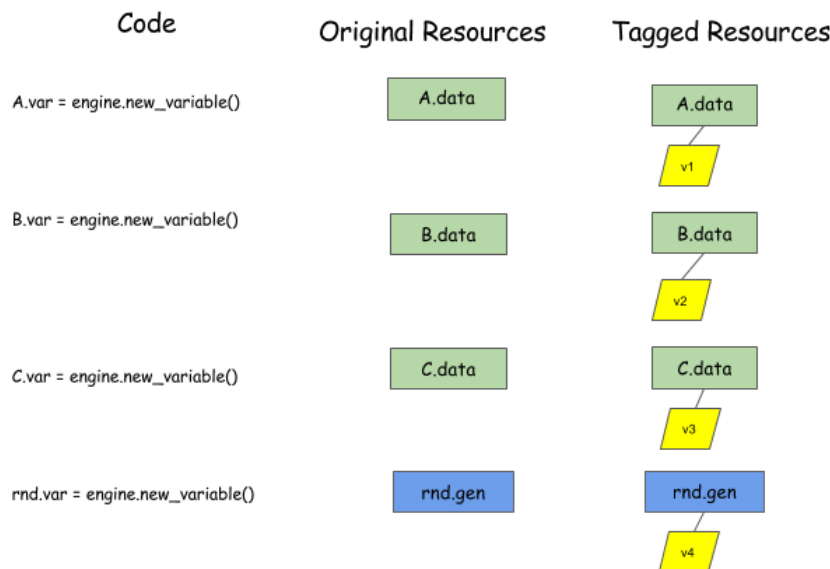 Code Original Resources Tagged Resources
A.var = engine.new_variable() A.data A.data
v1
B.var = engine.new_variable() B.data B.data
v2
C.var = engine.new_variable() C.data C.data
v3
rnd.var = engine.new_variable() rnd.gen rnd.gen
v4